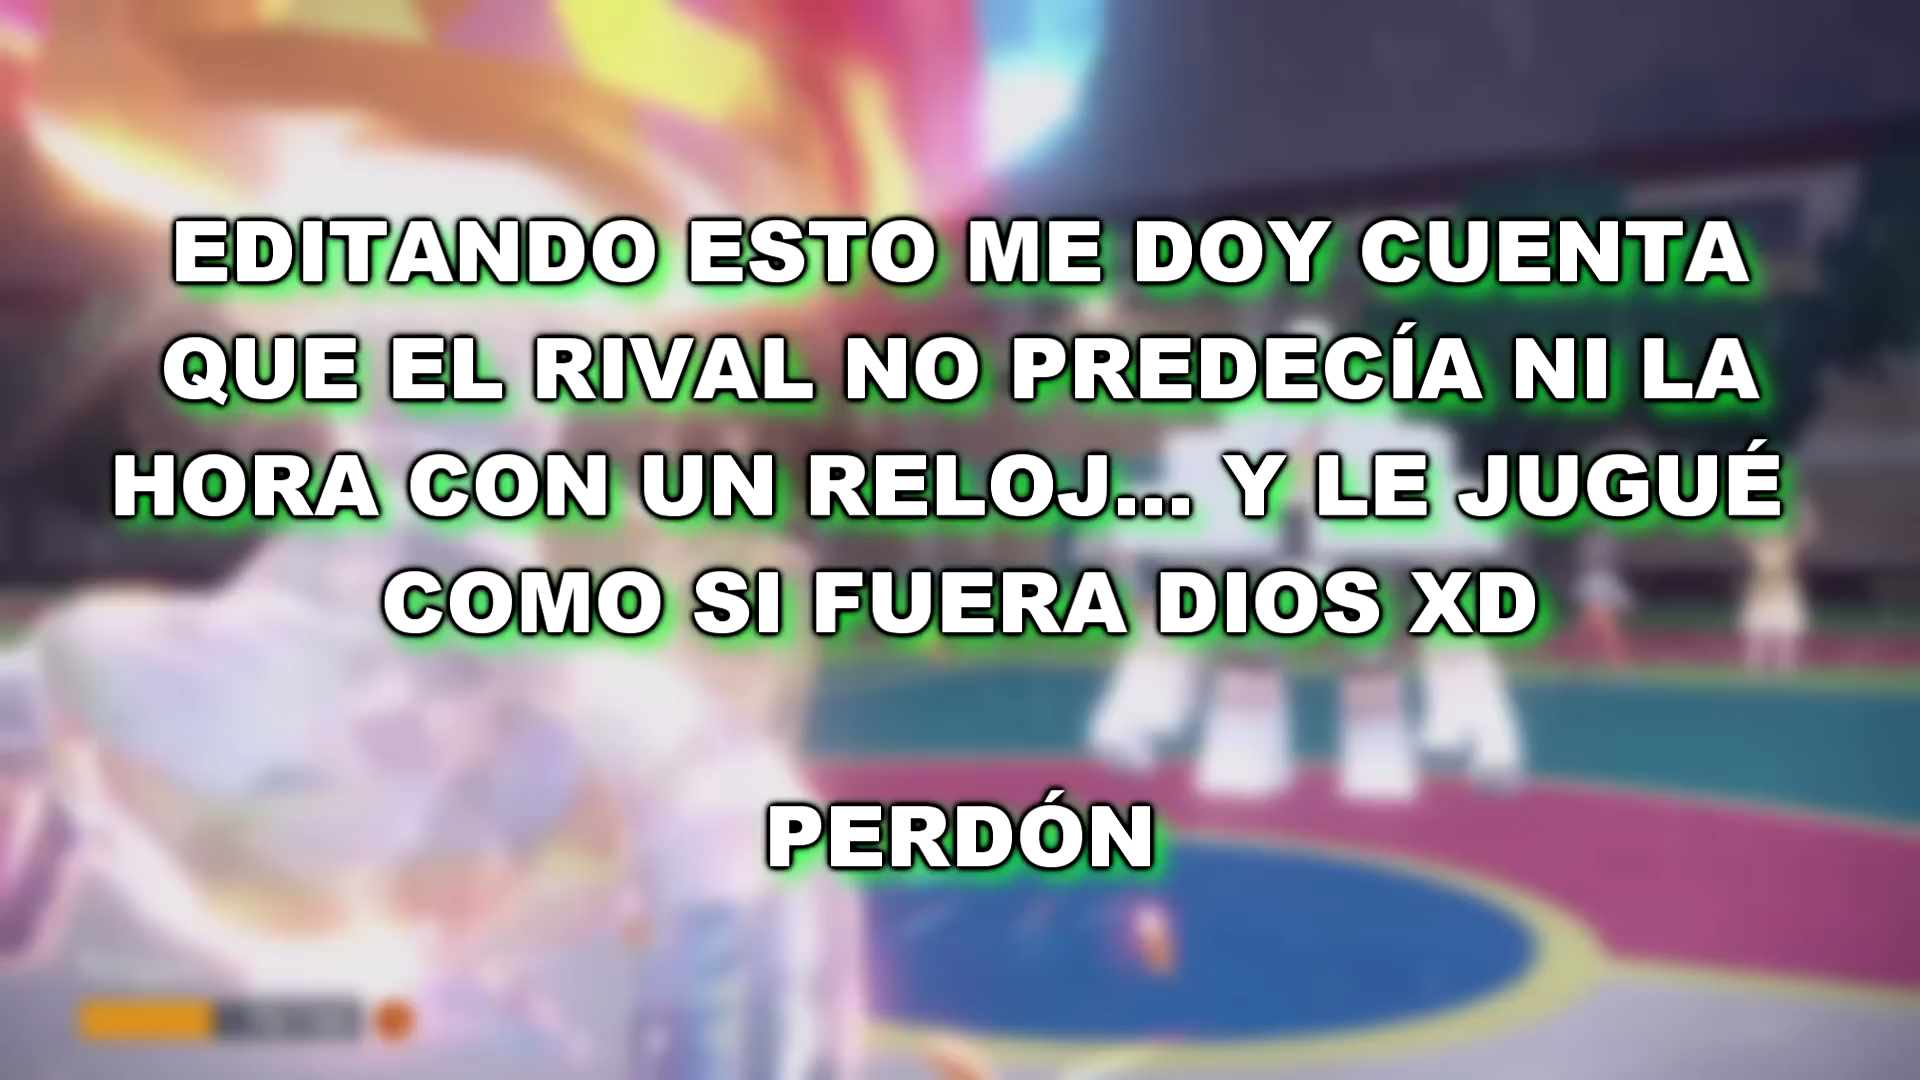 EDITANDO ESTO ME DOY CUENTA
QUE EL RIVAL NO PREDECÍA NI LA
HORA CON UN RELOJ... Y LE JUGUÉ
COMO SI FUERA DIOS XD
PERDÓN